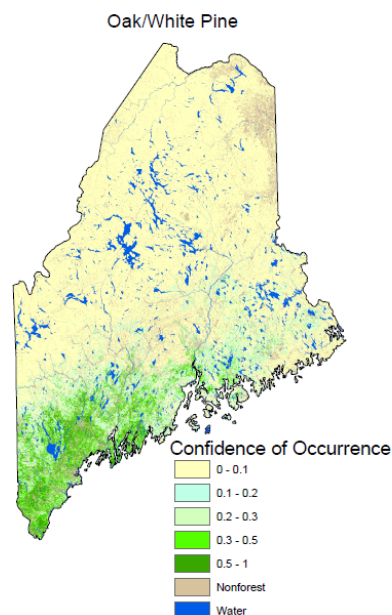 Oak/White Pine
Confidence of Occurrence
0 - 0.1
0.1 - 0.2
0.2 - 0.3
0.3 - 0.5
0.5 - 1
Nonforest
Water